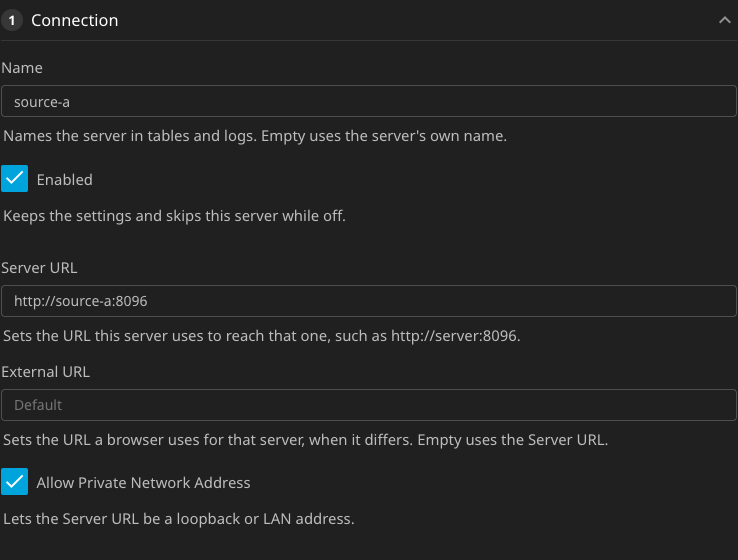 1 Connection
Name
source-a
Names the server in tables and logs. Empty uses the server's own name.
Enabled
Keeps the settings and skips this server while off.
Server URL
http://source-a:8096
Sets the URL this server uses to reach that one, such as http://server:8096.
External URL
Default
Sets the URL a browser uses for that server, when it differs. Empty uses the Server URL.
Allow Private Network Address
Lets the Server URL be a loopback or LAN address.